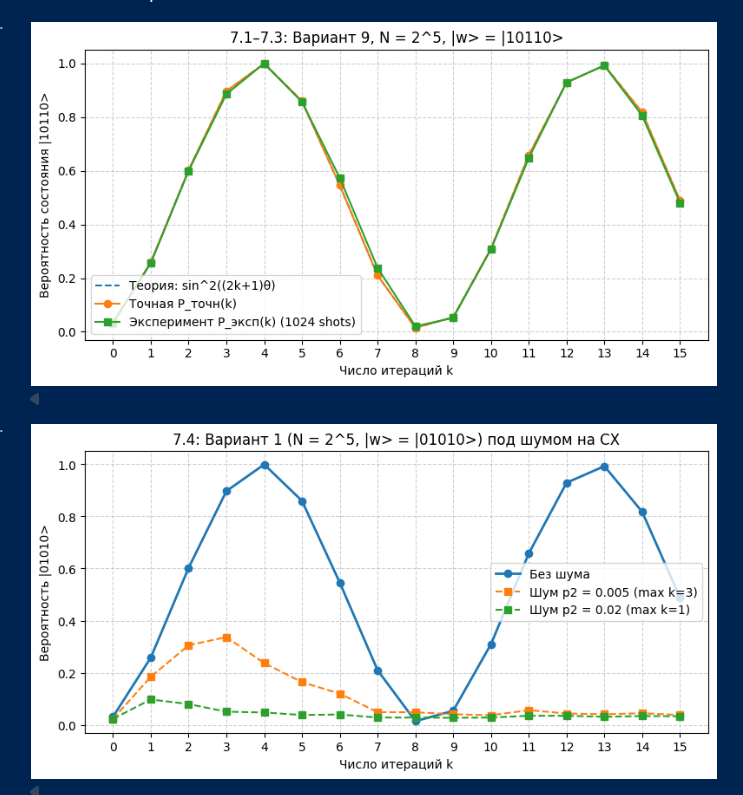 7.1–7.3: Вариант 9, N = 2^5, |w> = |10110>
Вероятность состояния |10110>
1.0
0.8
0.6
0.4
0.2
0.0
Теория: sin^2((2k+1)θ)
Точная P_точн(k)
Эксперимент P_эксп(k) (1024 shots)
0 1 2 3 4 5 6 7 8 9 10 11 12 13 14 15
Число итераций k
7.4: Вариант 1 (N = 2^5, |w> = |01010>) под шумом на CX
Вероятность |01010>
1.0
0.8
0.6
0.4
0.2
0.0
Без шума
Шум p2 = 0.005 (max k=3)
Шум p2 = 0.02 (max k=1)
0 1 2 3 4 5 6 7 8 9 10 11 12 13 14 15
Число итераций k